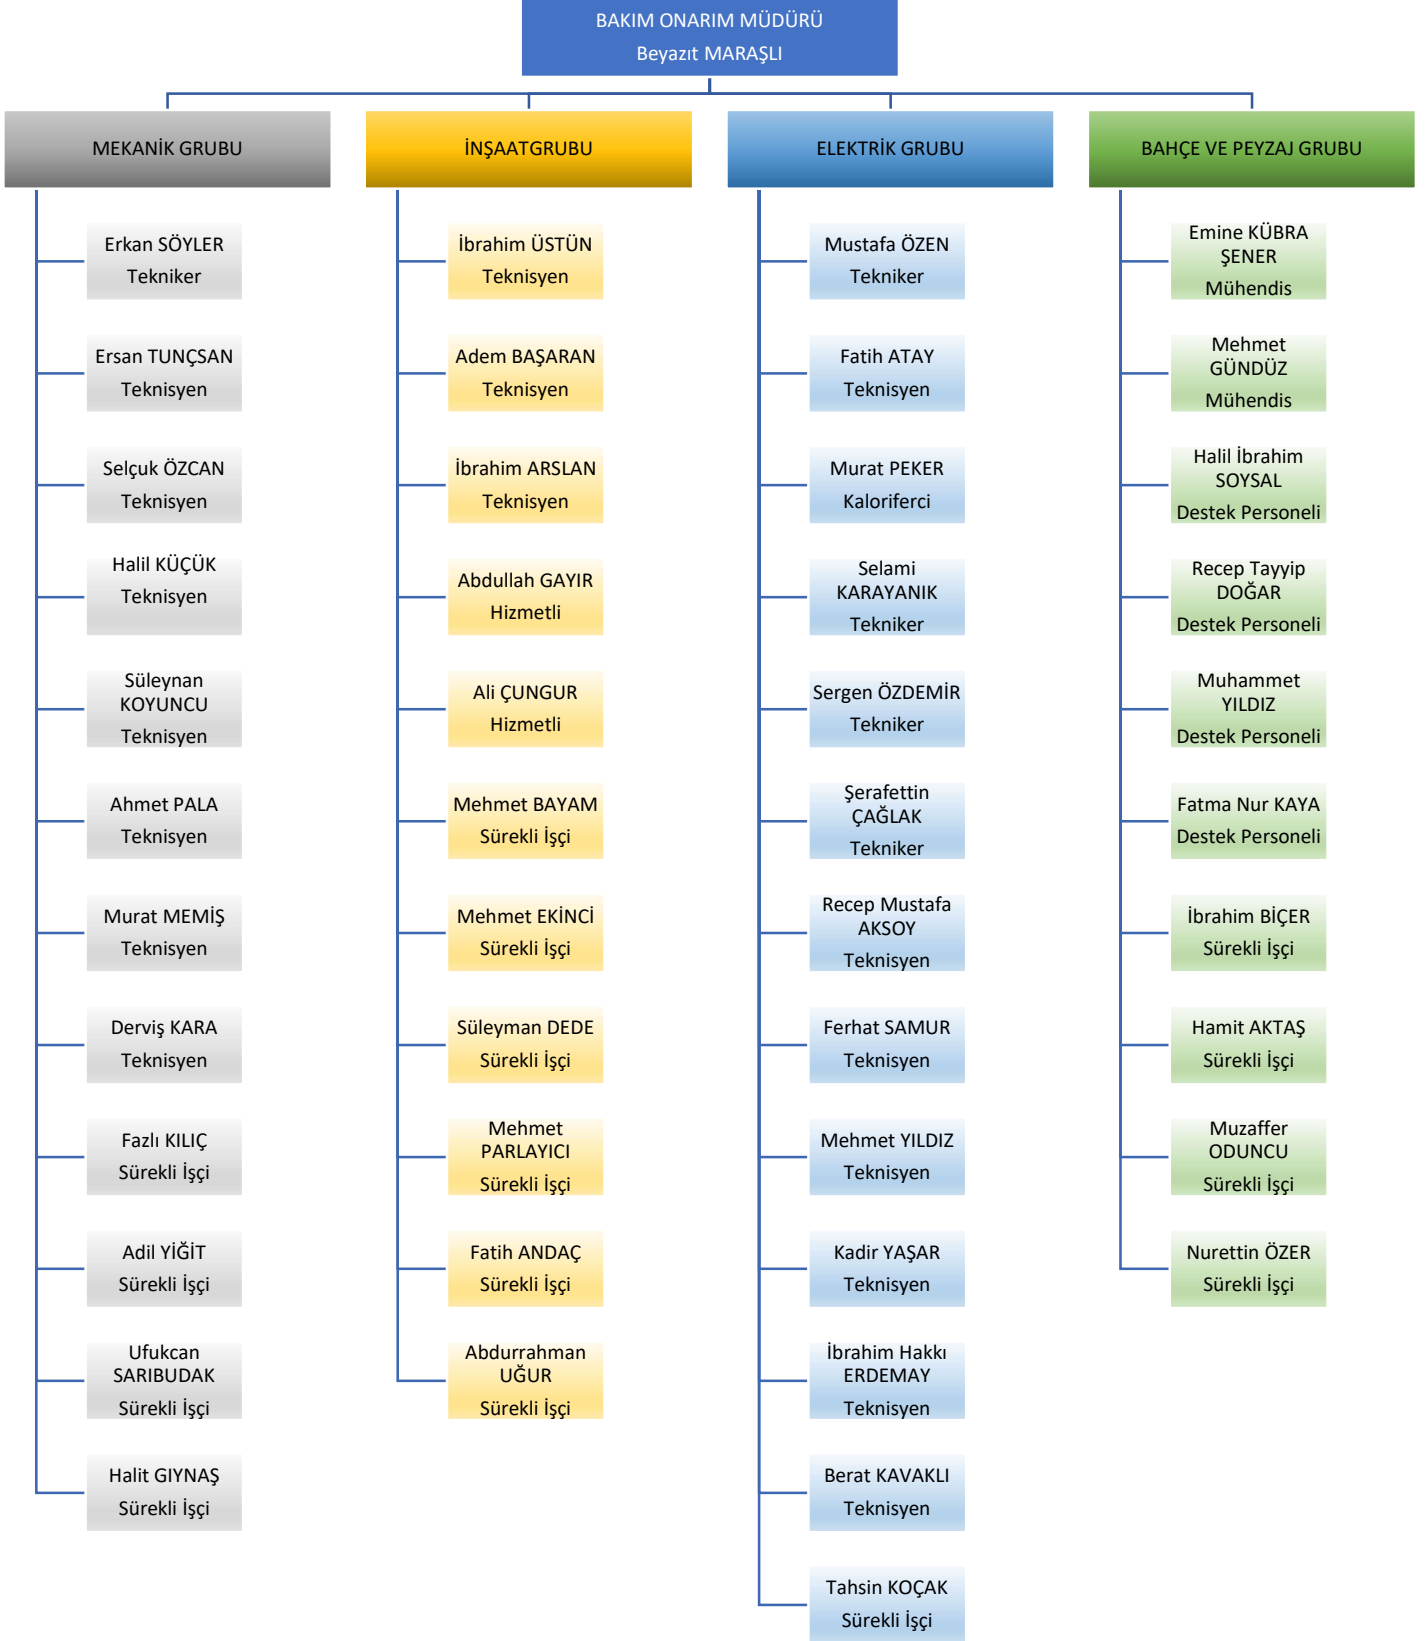 BAKIM ONARIM MÜDÜRÜ
Beyazıt MARAŞLI
MEKANİK GRUBU
Erkan SÖYLER
Tekniker
Ersan TUNÇSAN
Teknisyen
Selçuk ÖZCAN
Teknisyen
Halil KÜÇÜK
Teknisyen
Süleynan
KOYUNCU
Teknisyen
Ahmet PALA
Teknisyen
Murat MEMİŞ
Teknisyen
Derviş KARA
Teknisyen
Fazlı KILIÇ
Sürekli İşçi
Adil YİĞİT
Sürekli İşçi
Ufukcan
SARIBUDAK
Sürekli İşçi
Halit GIYNAŞ
Sürekli İşçi
İNŞAATGRUBU
İbrahim ÜSTÜN
Teknisyen
Adem BAŞARAN
Teknisyen
İbrahim ARSLAN
Teknisyen
Abdullah GAYIR
Hizmetli
Ali ÇUNGUR
Hizmetli
Mehmet BAYAM
Sürekli İşçi
Mehmet EKİNCİ
Sürekli İşçi
Süleyman DEDE
Sürekli İşçi
Mehmet
PARLAYICI
Sürekli İşçi
Fatih ANDAÇ
Sürekli İşçi
Abdurrahman
UĞUR
Sürekli İşçi
ELEKTRİK GRUBU
Mustafa ÖZEN
Tekniker
Fatih ATAY
Teknisyen
Murat PEKER
Kaloriferci
Selami
KARAYANIK
Tekniker
Sergen ÖZDEMİR
Tekniker
Şerafettin
ÇAĞLAK
Tekniker
Recep Mustafa
AKSOY
Teknisyen
Ferhat SAMUR
Teknisyen
Mehmet YILDIZ
Teknisyen
Kadir YAŞAR
Teknisyen
İbrahim Hakkı
ERDEMAY
Teknisyen
Berat KAVAKLI
Teknisyen
Tahsin KOÇAK
Sürekli İşçi
BAHÇE VE PEYZAJ GRUBU
Emine KÜBRA
ŞENER
Mühendis
Mehmet
GÜNDÜZ
Mühendis
Halil İbrahim
SOYSAL
Destek Personeli
Recep Tayyip
DOĞAR
Destek Personeli
Muhammet
YILDIZ
Destek Personeli
Fatma Nur KAYA
Destek Personeli
İbrahim BİÇER
Sürekli İşçi
Hamit AKTAŞ
Sürekli İşçi
Muzaffer
ODUNCU
Sürekli İşçi
Nurettin ÖZER
Sürekli İşçi